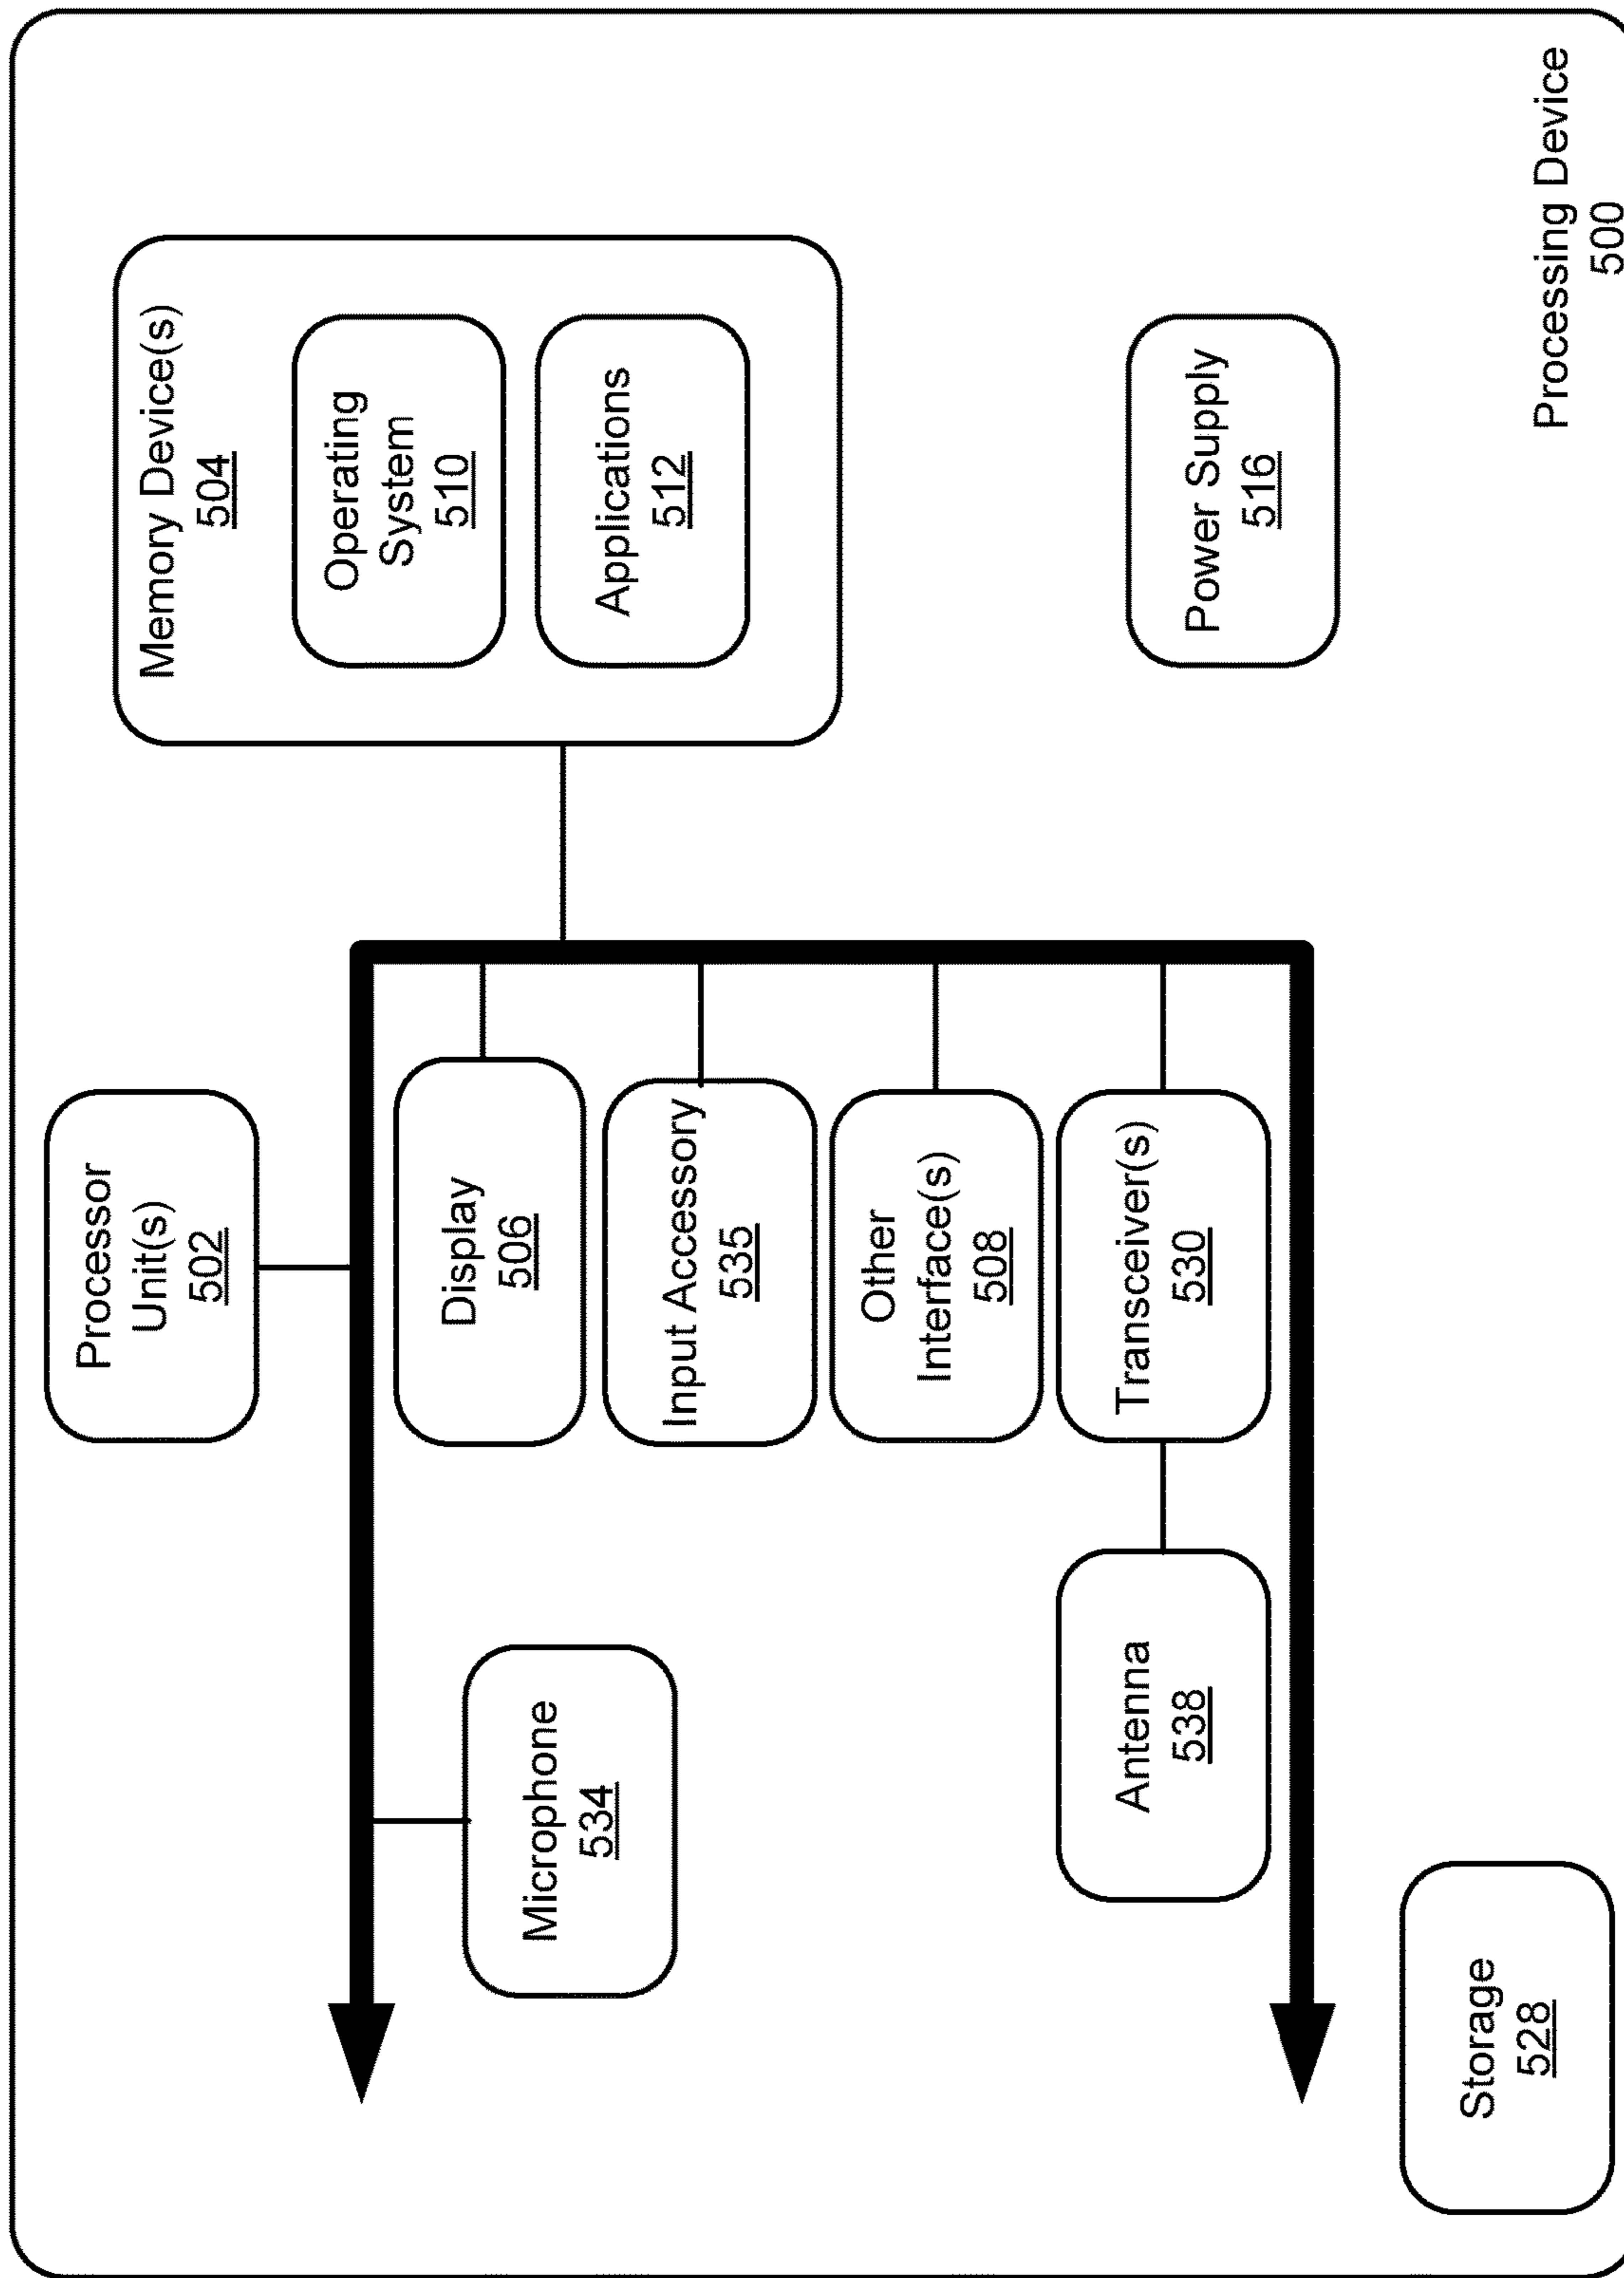 Processor
Unit(s)
502
Memory Device(s)
504
Operating
System
510
Applications
512
Display
506
Microphone
534
Input Accessory
535
Other
Interface(s)
508
Antenna
538
Transceiver(s)
530
Power Supply
516
Storage
528
Processing Device
500